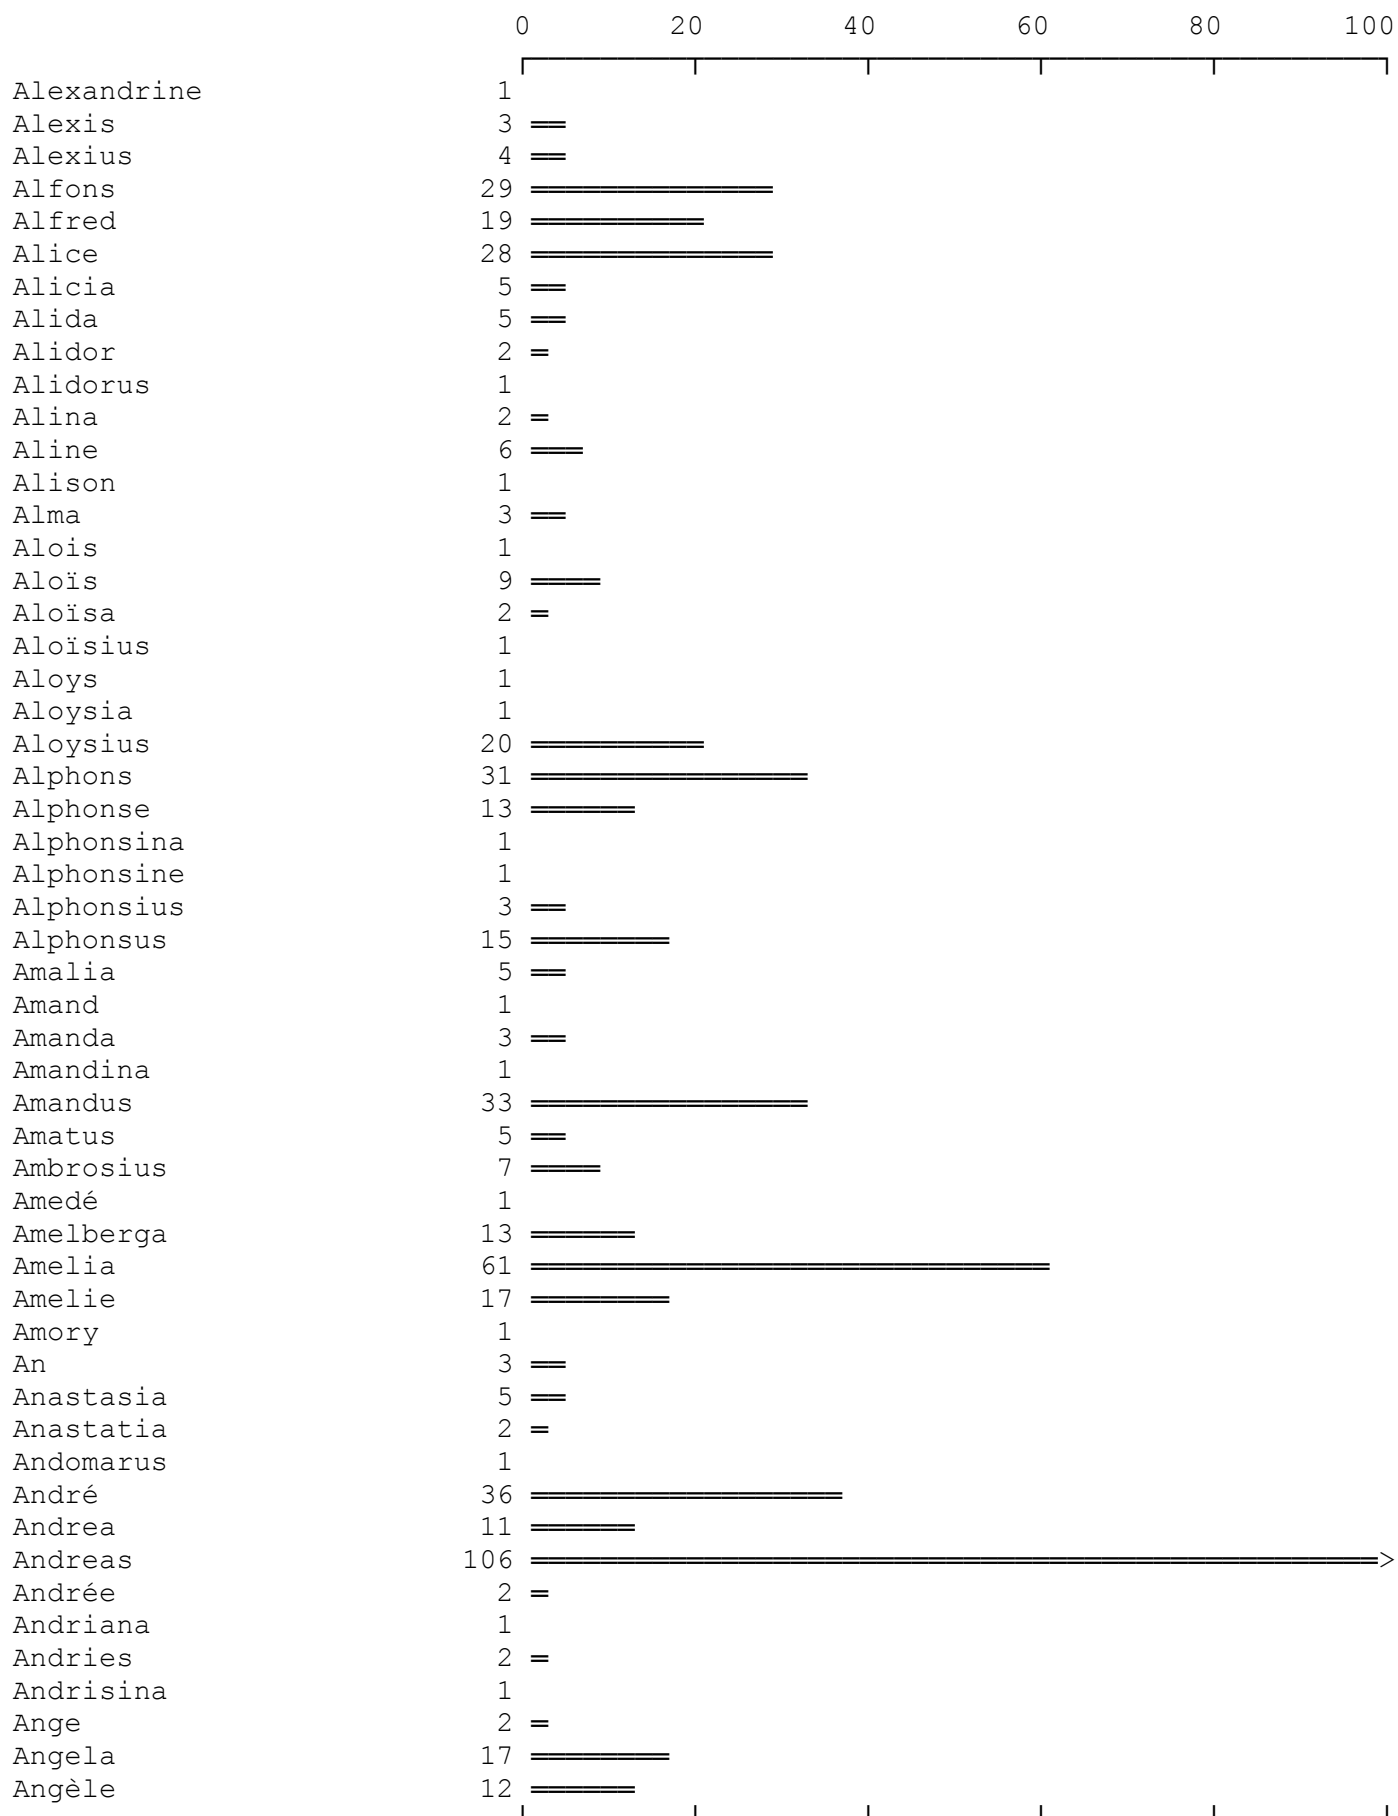 0 20 40 60 80 100
Alexandrine 1
Alexis 3 ==
Alexius 4 ==
Alfons 29 ==============
Alfred 19 ==========
Alice 28 ==============
Alicia 5 ==
Alida 5 ==
Alidor 2 =
Alidorus 1
Alina 2 =
Aline 6 ===
Alison 1
Alma 3 ==
Alois 1
Aloïs 9 ====
Aloïsa 2 =
Aloïsius 1
Aloys 1
Aloysia 1
Aloysius 20 ==========
Alphons 31 ================
Alphonse 13 ======
Alphonsina 1
Alphonsine 1
Alphonsius 3 ==
Alphonsus 15 ========
Amalia 5 ==
Amand 1
Amanda 3 ==
Amandina 1
Amandus 33 ================
Amatus 5 ==
Ambrosius 7 ====
Amedé 1
Amelberga 13 ======
Amelia 61 ==============================
Amelie 17 ========
Amory 1
An 3 ==
Anastasia 5 ==
Anastatia 2 =
Andomarus 1
André 36 ==================
Andrea 11 ======
Andreas 106 =================================================>
Andrée 2 =
Andriana 1
Andries 2 =
Andrisina 1
Ange 2 =
Angela 17 ========
Angèle 12 ======